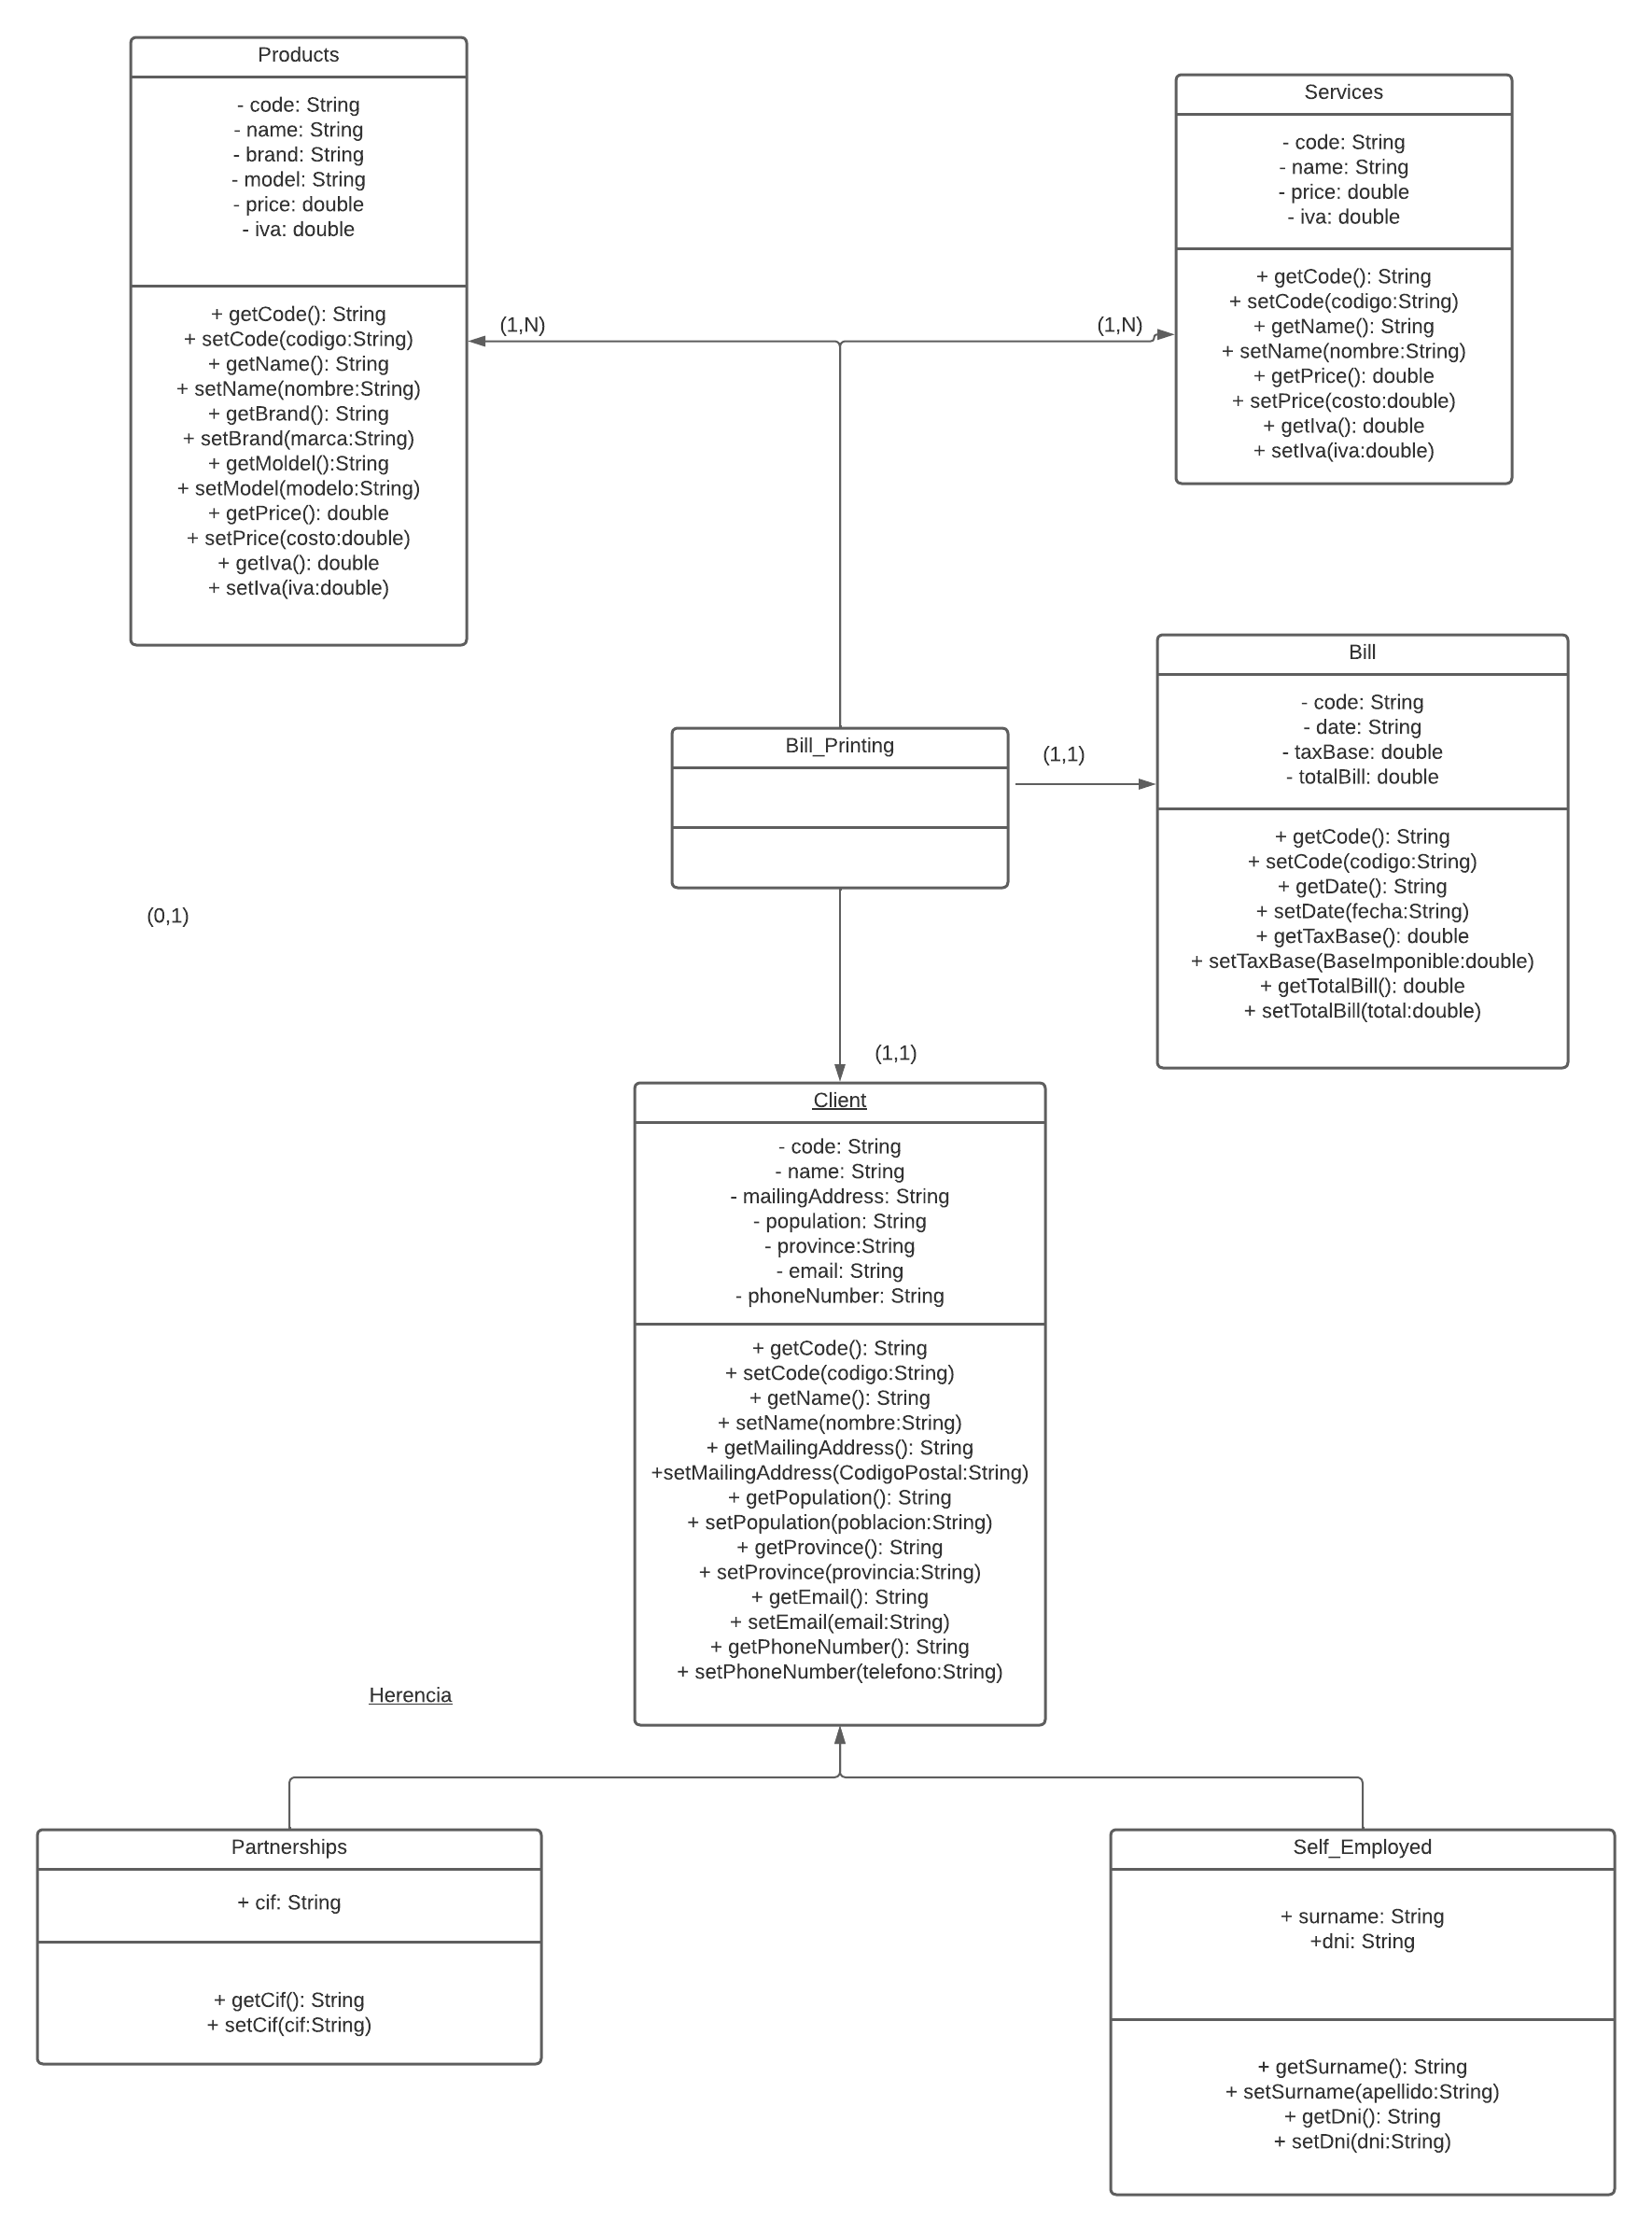 Products
- code: String
- name: String
- brand: String
- model: String
- price: double
- iva: double
+ getCode(): String
+ setCode(codigo:String)
+ getName(): String
+ setName(nombre:String)
+ getBrand(): String
+ setBrand(marca:String)
+ getMoldel():String
+ setModel(modelo:String)
+ getPrice(): double
+ setPrice(costo:double)
+ getIva(): double
+ setIva(iva:double)
(1,N)
(1,N)
Services
- code: String
- name: String
- price: double
- iva: double
+ getCode(): String
+ setCode(codigo:String)
+ getName(): String
+ setName(nombre:String)
+ getPrice(): double
+ setPrice(costo:double)
+ getIva(): double
+ setIva(iva:double)
Bill_Printing
(1,1)
Bill
- code: String
- date: String
- taxBase: double
- totalBill: double
+ getCode(): String
+ setCode(codigo:String)
+ getDate(): String
+ setDate(fecha:String)
+ getTaxBase(): double
+ setTaxBase(BaseImponible:double)
+ getTotalBill(): double
+ setTotalBill(total:double)
(0,1)
(1,1)
Client
- code: String
- name: String
- mailingAddress: String
- population: String
- province:String
- email: String
- phoneNumber: String
+ getCode(): String
+ setCode(codigo:String)
+ getName(): String
+ setName(nombre:String)
+ getMailingAddress(): String
+setMailingAddress(CodigoPostal:String)
+ getPopulation(): String
+ setPopulation(poblacion:String)
+ getProvince(): String
+ setProvince(provincia:String)
+ getEmail(): String
+ setEmail(email:String)
+ getPhoneNumber(): String
+ setPhoneNumber(telefono:String)
Herencia
Partnerships
+ cif: String
+ getCif(): String
+ setCif(cif:String)
Self_Employed
+ surname: String
+dni: String
+ getSurname(): String
+ setSurname(apellido:String)
+ getDni(): String
+ setDni(dni:String)